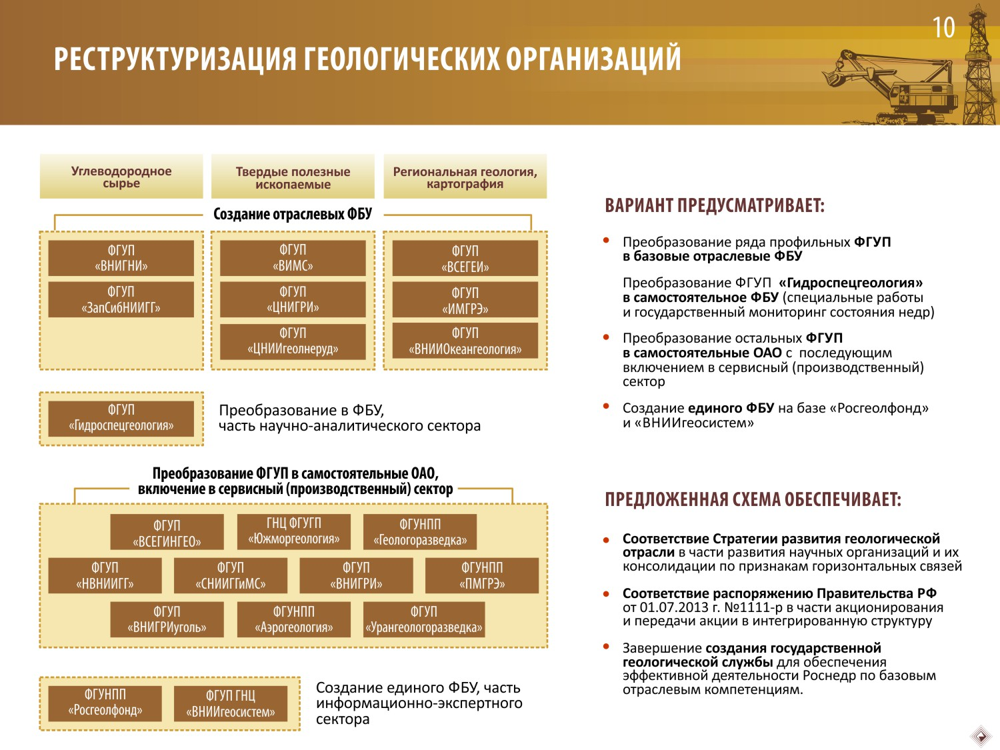 10
РЕСТРУКТУРИЗАЦИЯ ГЕОЛОГИЧЕСКИХ ОРГАНИЗАЦИЙ
Углеводородное
сырье
Твердые полезные
ископаемые
Региональная геология,
картография
Создание отраслевых ФБУ
ФГУП
«ВНИГНИ»
ФГУП
«ЗапСибНИИГГ»
ФГУП
«ВИМС»
ФГУП
«ЦНИГРИ»
ФГУП
«ЦНИИгеолнеруд»
ФГУП
«ВСЕГЕИ»
ФГУП
«ИМГРЭ»
ФГУП
«ВНИИОкеангеология»
ФГУП
«Гидроспецгеология»
Преобразование в ФБУ,
часть научно-аналитического сектора
Преобразование ФГУП в самостоятельные ОАО,
включение в сервисный (производственный) сектор
ФГУП
«ВСЕГИНГЕО»
ГНЦ ФГУГП
«Южморгеология»
ФГУНПП
«Геологоразведка»
ФГУП
«НВНИИГГ»
ФГУП
«СНИИГГиМС»
ФГУП
«ВНИГРИ»
ФГУНПП
«ПМГРЭ»
ФГУП
«ВНИГРИуголь»
ФГУНПП
«Аэрогеология»
ФГУП
«Урангеологоразведка»
ФГУНПП
«Росгеолфонд»
ФГУП ГНЦ
«ВНИИгеосистем»
Создание единого ФБУ, часть
информационно-экспертного
сектора
ВАРИАНТ ПРЕДУСМАТРИВАЕТ:
• Преобразование ряда профильных ФГУП
в базовые отраслевые ФБУ
Преобразование ФГУП «Гидроспецгеология»
в самостоятельное ФБУ (специальные работы
и государственный мониторинг состояния недр)
• Преобразование остальных ФГУП
в самостоятельные ОАО с последующим
включением в сервисный (производственный)
сектор
• Создание единого ФБУ на базе «Росгеолфонд»
и «ВНИИгеосистем»
ПРЕДЛОЖЕННАЯ СХЕМА ОБЕСПЕЧИВАЕТ:
• Соответствие Стратегии развития геологической
отрасли в части развития научных организаций и их
консолидации по признакам горизонтальных связей
• Соответствие распоряжению Правительства РФ
от 01.07.2013 г. №1111-р в части акционирования
и передачи акции в интегрированную структуру
• Завершение создания государственной
геологической службы для обеспечения
эффективной деятельности Роснедр по базовым
отраслевым компетенциям.